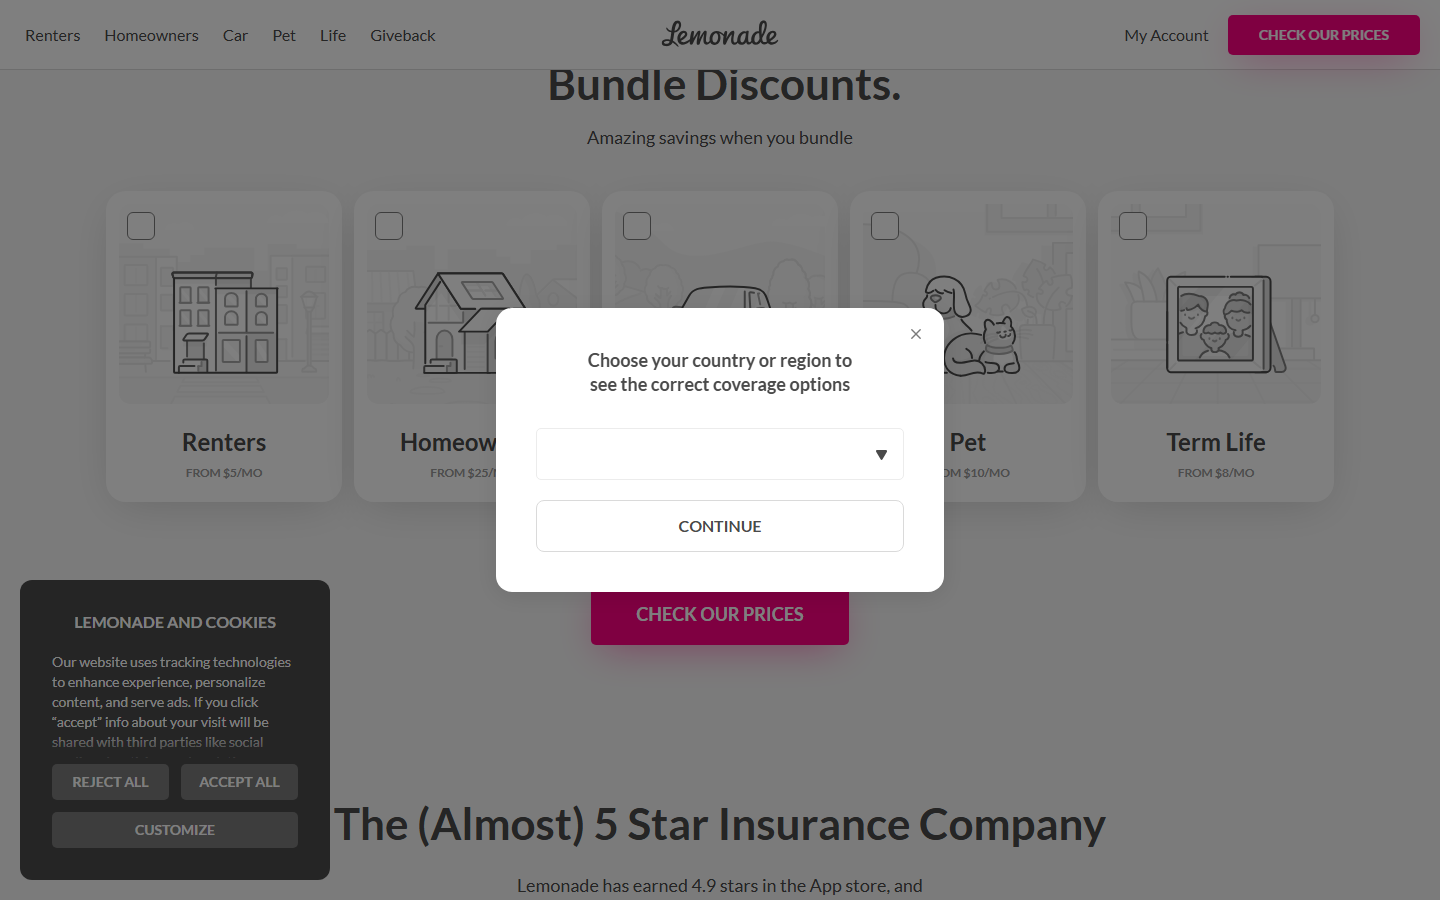 Renters Homeowners Car Pet Life Giveback Lemonade My Account CHECK OUR PRICES
Bundle Discounts.
Amazing savings when you bundle
Choose your country or region to
see the correct coverage options
CONTINUE
Renters
FROM $5/MO
FROM $25/
Pet
FROM $10/MO
Term Life
FROM $8/MO
CHECK OUR PRICES
LEMONADE AND COOKIES
Our website uses tracking technologies
to enhance experience, personalize
content, and serve ads. If you click
“accept” info about your visit will be
shared with third parties like social
REJECT ALL ACCEPT ALL
CUSTOMIZE
The (Almost) 5 Star Insurance Company
Lemonade has earned 4.9 stars in the App store, and